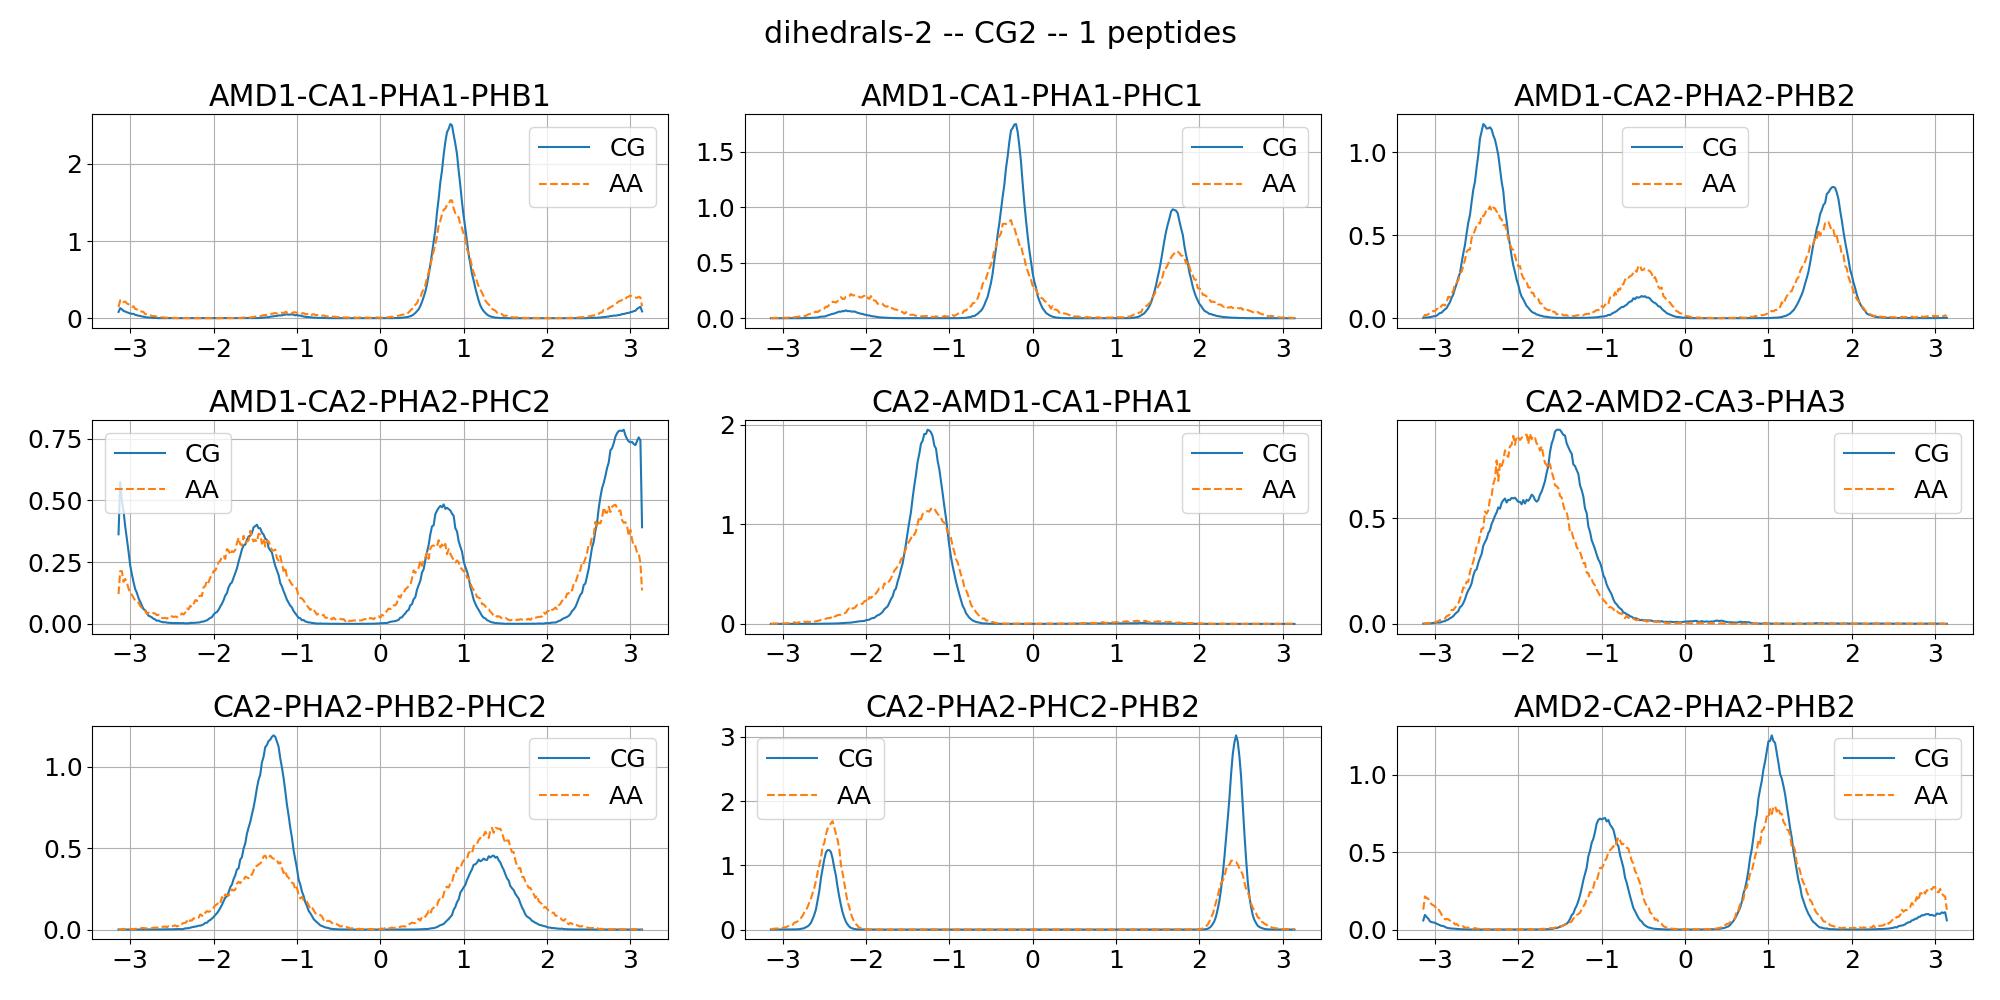 dihedrals-2 -- CG2 -- 1 peptides
AMD1-CA1-PHA1-PHB1
CG
AA
2
1
0
−3 −2 −1 0 1 2 3
AMD1-CA1-PHA1-PHC1
CG
AA
1.5
1.0
0.5
0.0
−3 −2 −1 0 1 2 3
AMD1-CA2-PHA2-PHB2
CG
AA
1.0
0.5
0.0
−3 −2 −1 0 1 2 3
AMD1-CA2-PHA2-PHC2
CG
AA
0.75
0.50
0.25
0.00
−3 −2 −1 0 1 2 3
CA2-AMD1-CA1-PHA1
CG
AA
2
1
0
−3 −2 −1 0 1 2 3
CA2-AMD2-CA3-PHA3
CG
AA
0.5
0.0
−3 −2 −1 0 1 2 3
CA2-PHA2-PHB2-PHC2
CG
AA
1.0
0.5
0.0
−3 −2 −1 0 1 2 3
CA2-PHA2-PHC2-PHB2
CG
AA
3
2
1
0
−3 −2 −1 0 1 2 3
AMD2-CA2-PHA2-PHB2
CG
AA
1.0
0.5
0.0
−3 −2 −1 0 1 2 3